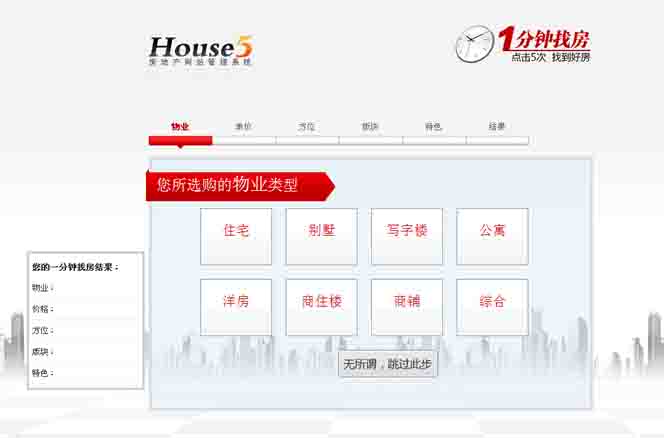 House5
房地产网站管理系统
1分钟找房
点击5次 找到好房
物业 单价 方位 版块 特色 结果
您所选购的物业类型
住宅 别墅 写字楼 公寓
洋房 商住楼 商铺 综合
无所谓，跳过此步
您的一分钟找房结果：
物业：
价格：
方位：
版块：
特色：